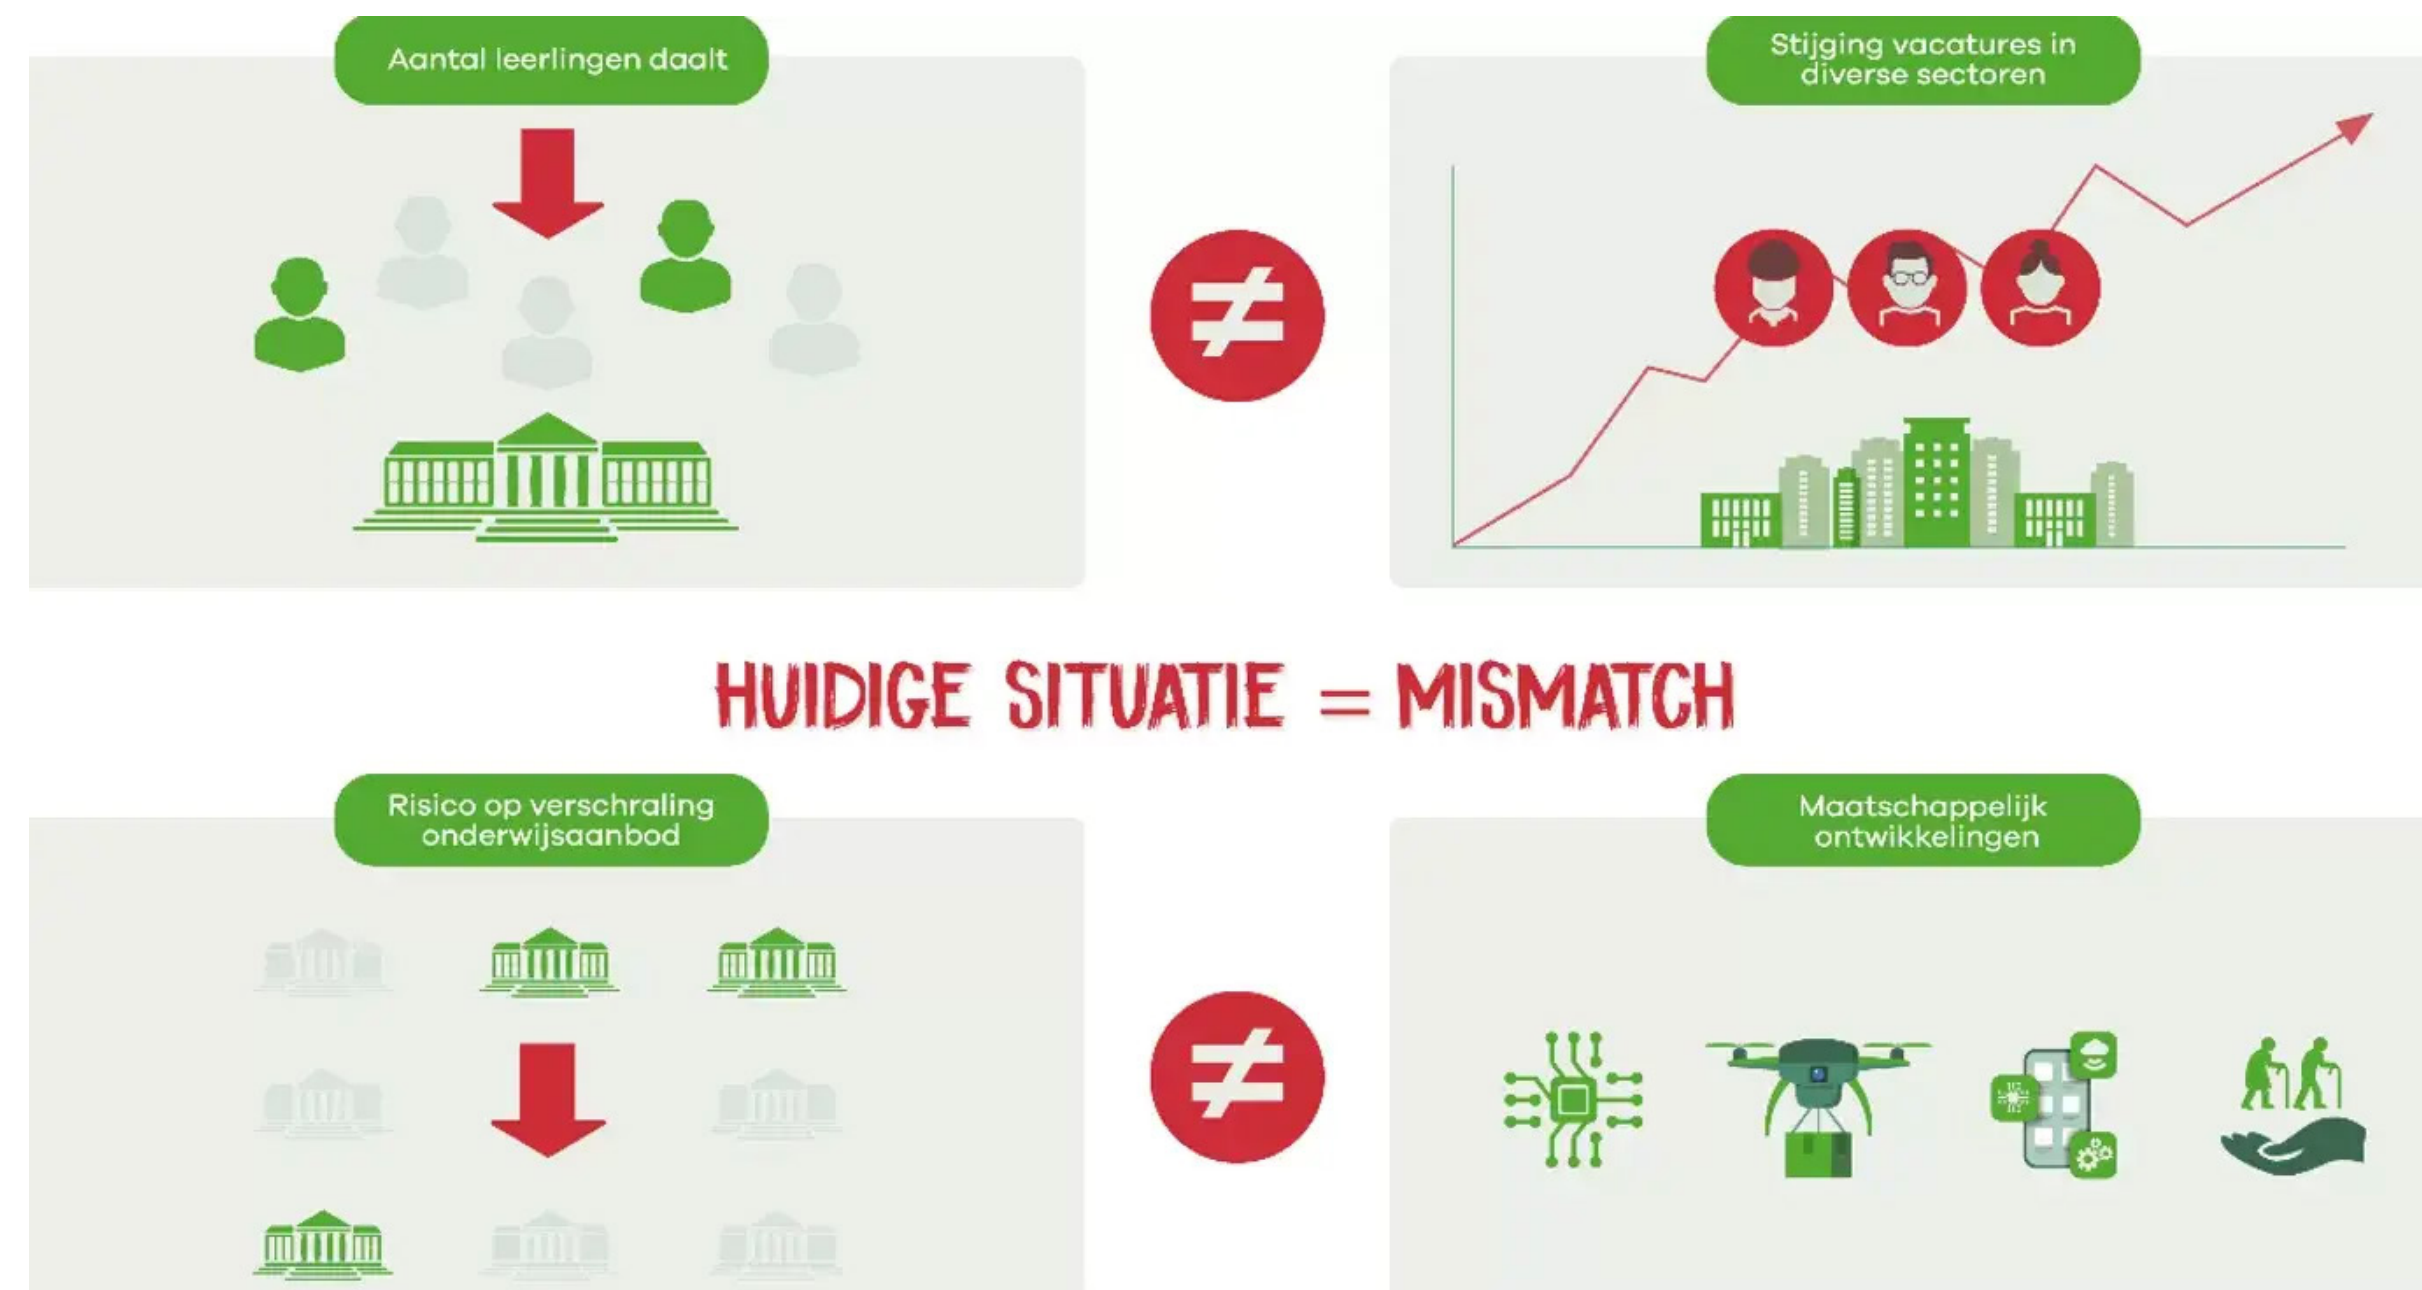 Aantal leerlingen daalt
Stijging vacatures in
diverse sectoren
≠
HUIDIGE SITUATIE = MISMATCH
Risico op verschraling
onderwijsaanbod
Maatschappelijk
ontwikkelingen
≠